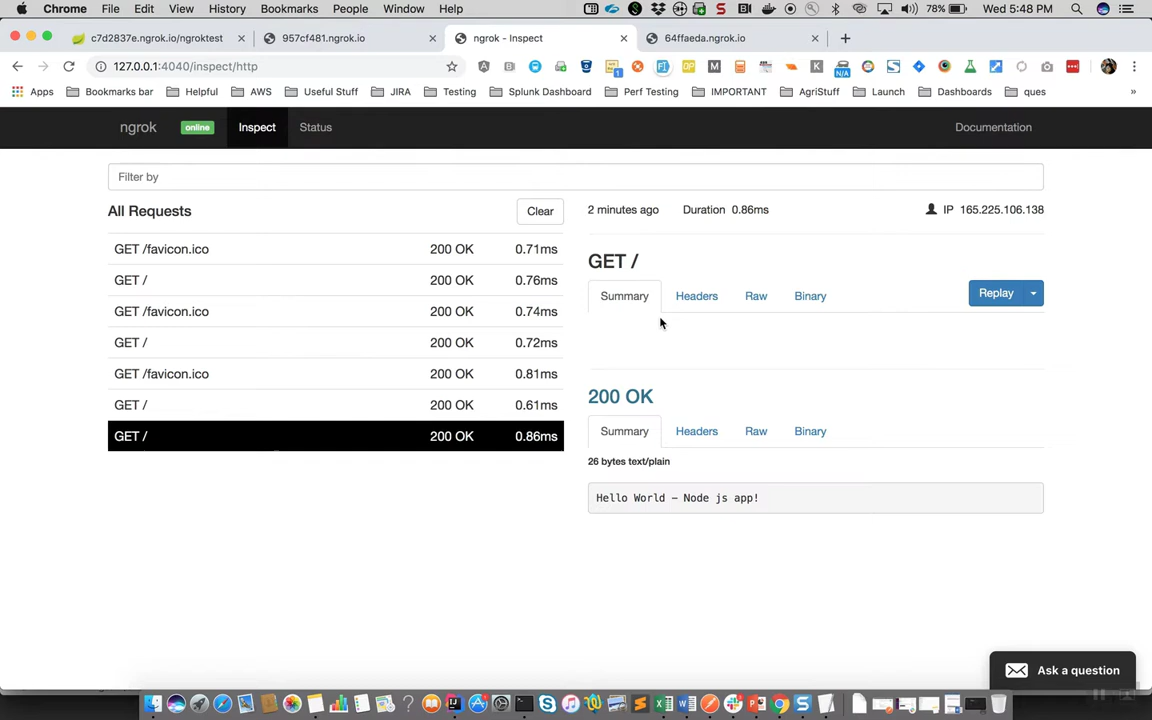 Chrome File Edit View History Bookmarks People Window Help 78% Wed 5:48 PM
c7d2837e.ngrok.io/ngroktest 957cf481.ngrok.io ngrok - Inspect 64ffaeda.ngrok.io
127.0.0.1:4040/inspect/http
Apps Bookmarks bar Helpful AWS Useful Stuff JIRA Testing Splunk Dashboard Perf Testing IMPORTANT AgriStuff Launch Dashboards ques »
ngrok online Inspect Status Documentation
Filter by
All Requests Clear
2 minutes ago Duration 0.86ms IP 165.225.106.138
GET /favicon.ico 200 OK 0.71ms
GET / 200 OK 0.76ms
GET /favicon.ico 200 OK 0.74ms
GET / 200 OK 0.72ms
GET /favicon.ico 200 OK 0.81ms
GET / 200 OK 0.61ms
GET / 200 OK 0.86ms
GET /
Summary Headers Raw Binary Replay
200 OK
Summary Headers Raw Binary
26 bytes text/plain
Hello World - Node js app!
Ask a question